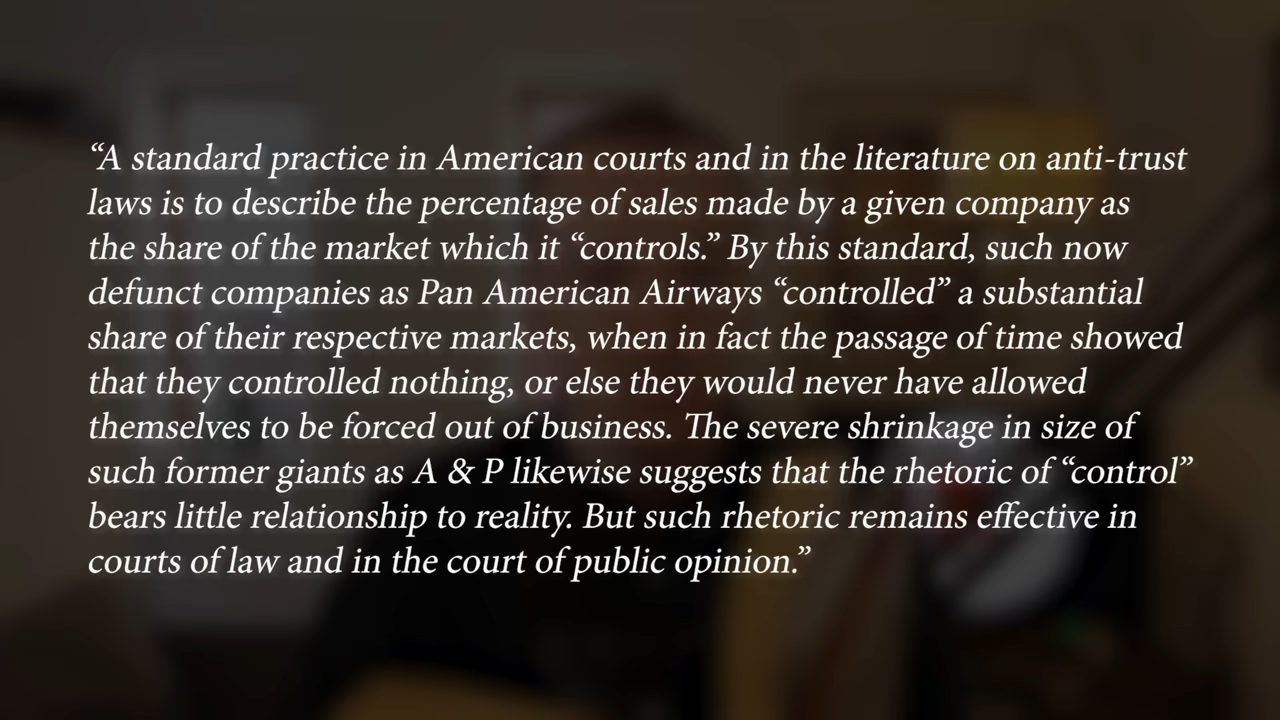 “A standard practice in American courts and in the literature on anti-trust
laws is to describe the percentage of sales made by a given company as
the share of the market which it “controls.” By this standard, such now
defunct companies as Pan American Airways “controlled” a substantial
share of their respective markets, when in fact the passage of time showed
that they controlled nothing, or else they would never have allowed
themselves to be forced out of business. The severe shrinkage in size of
such former giants as A & P likewise suggests that the rhetoric of “control”
bears little relationship to reality. But such rhetoric remains effective in
courts of law and in the court of public opinion.”